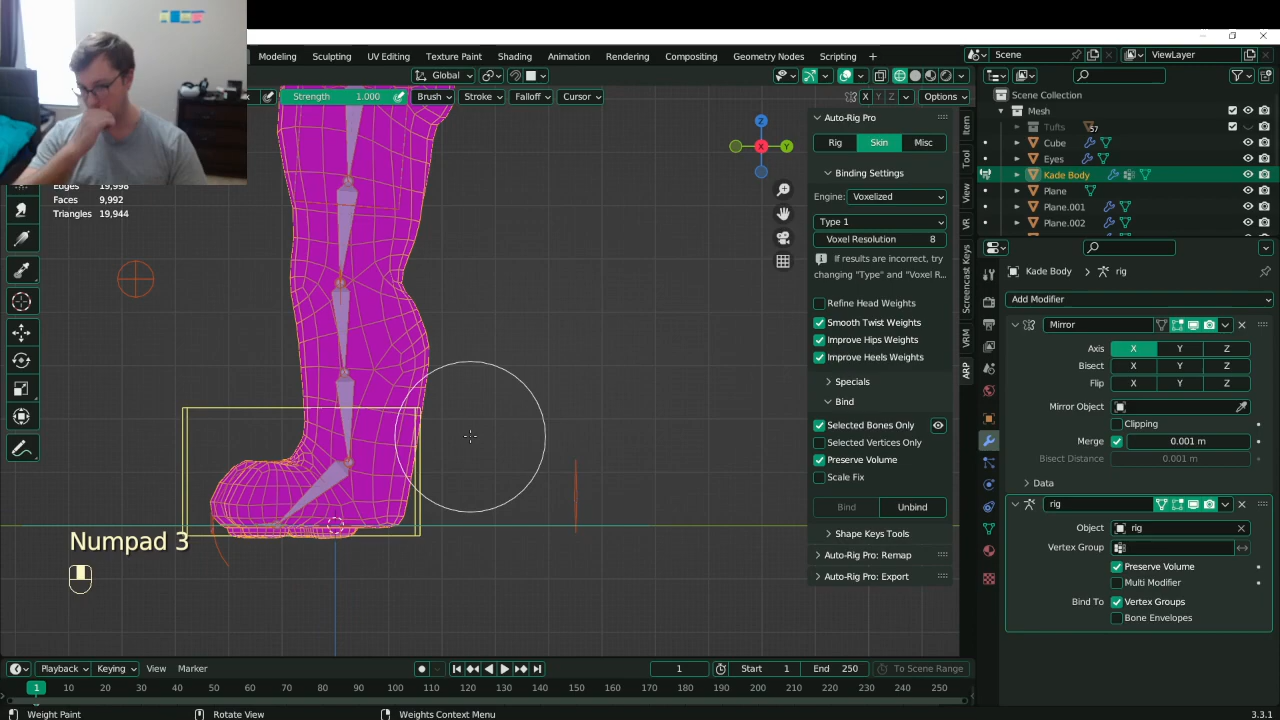 Modeling Sculpting UV Editing Texture Paint Shading Animation Rendering Compositing Geometry Nodes Scripting + Scene ViewLayer
Global Options
Strength 1.000 Brush Stroke Falloff Cursor X Y Z Options
Scene Collection
Mesh
Tufts 57
Cube
Eyes
Kade Body
Plane
Plane.001
Plane.002
Edges 19,998
Faces 9,992
Triangles 19,944
Z
X
Y
Auto-Rig Pro
Rig Skin Misc
Binding Settings
Engine: Voxelized
Type 1
Voxel Resolution 8
If results are incorrect, try
changing "Type" and "Voxel R...
Refine Head Weights
Smooth Twist Weights
Improve Hips Weights
Improve Heels Weights
Specials
Bind
Selected Bones Only
Selected Vertices Only
Preserve Volume
Scale Fix
Bind Unbind
Shape Keys Tools
Auto-Rig Pro: Remap
Auto-Rig Pro: Export
Item
Tool
View
VR
Screencast Keys
VRM
ARP
Kade Body rig
Add Modifier
Mirror
Axis X Y Z
Bisect X Y Z
Flip X Y Z
Mirror Object
Clipping
Merge 0.001 m
Bisect Distance 0.001 m
Data
rig
Object rig
Vertex Group
Preserve Volume
Multi Modifier
Bind To Vertex Groups
Bone Envelopes
Numpad 3
Playback Keying View Marker 1 Start 1 End 250 To Scene Range
1 10 20 30 40 50 60 70 80 90 100 110 120 130 140 150 160 170 180 190 200 210 220 230 240 250
Weight Paint Rotate View Weights Context Menu 3.3.1